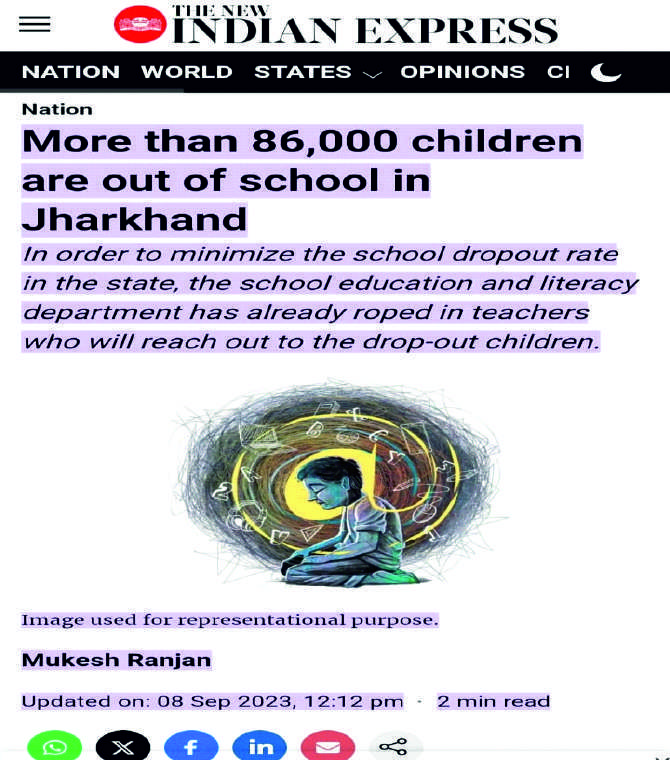 THE NEW
INDIAN EXPRESS
NATION WORLD STATES OPINIONS CI
Nation
More than 86,000 children
are out of school in
Jharkhand
In order to minimize the school dropout rate
in the state, the school education and literacy
department has already roped in teachers
who will reach out to the drop-out children.
Image used for representational purpose.
Mukesh Ranjan
Updated on: 08 Sep 2023, 12:12 pm · 2 min read